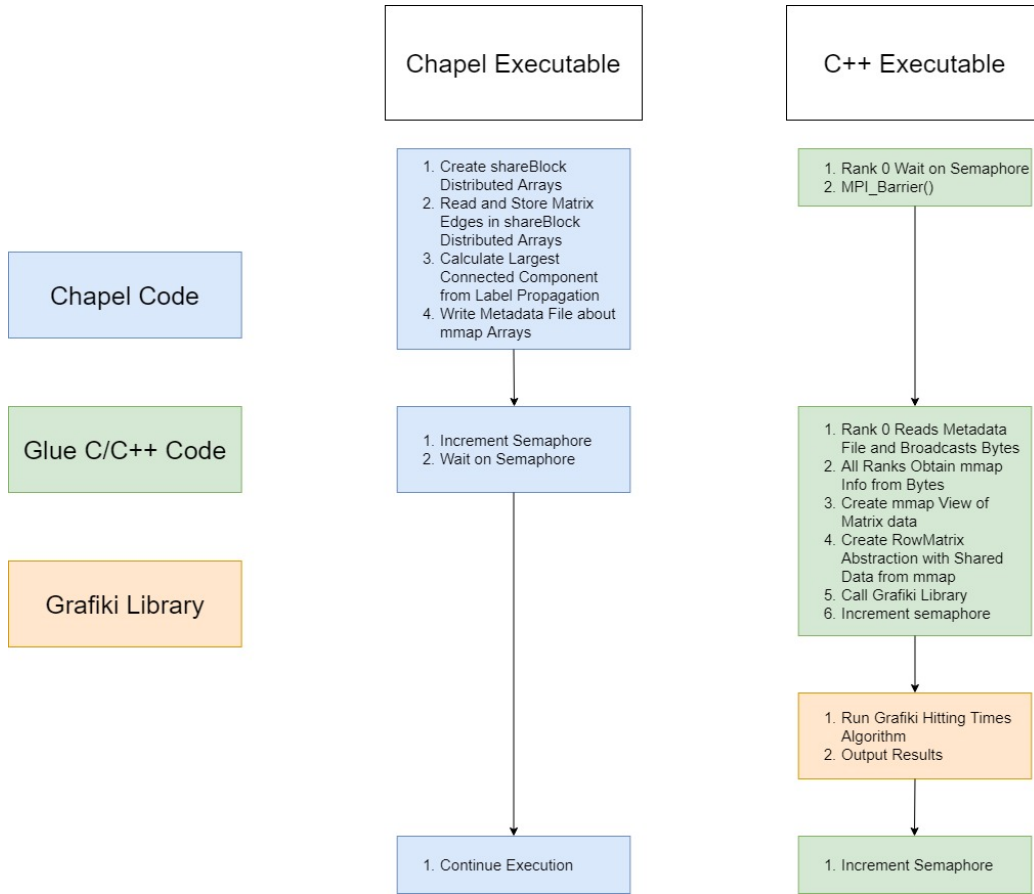 Chapel Executable
C++ Executable
Chapel Code
Glue C/C++ Code
Grafiki Library
1. Create shareBlock
Distributed Arrays
2. Read and Store Matrix
Edges in shareBlock
Distributed Arrays
3. Calculate Largest
Connected Component
from Label Propagation
4. Write Metadata File about
mmap Arrays
1. Increment Semaphore
2. Wait on Semaphore
1. Continue Execution
1. Rank 0 Wait on Semaphore
2. MPI_Barrier()
1. Rank 0 Reads Metadata
File and Broadcasts Bytes
2. All Ranks Obtain mmap
Info from Bytes
3. Create mmap View of
Matrix data
4. Create RowMatrix
Abstraction with Shared
Data from mmap
5. Call Grafiki Library
6. Increment semaphore
1. Run Grafiki Hitting Times
Algorithm
2. Output Results
1. Increment Semaphore